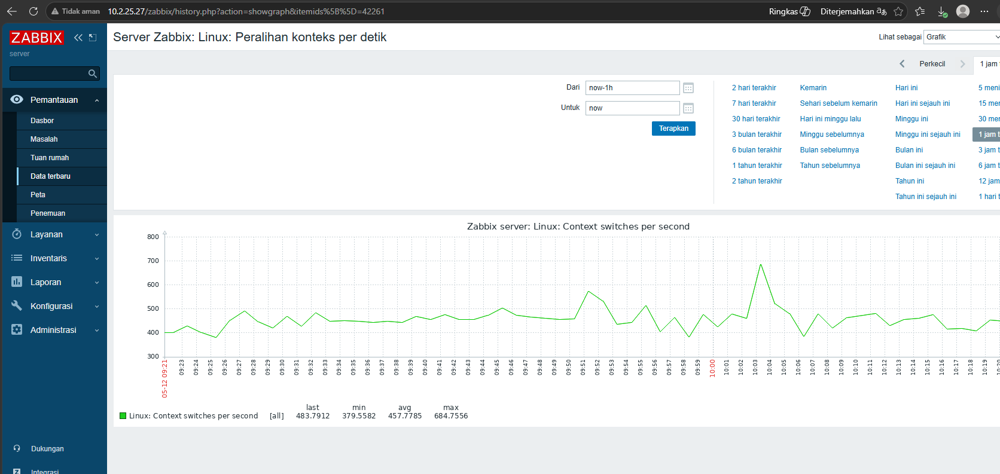 Tidak aman
10.2.25.27/zabbix/history.php?action=showgraph&itemids%5B%5D=42261
Ringkas
Diterjemahkan
ZABBIX
server
Pemantauan
Dasbor
Masalah
Tuan rumah
Data terbaru
Peta
Penemuan
Layanan
Inventaris
Laporan
Konfigurasi
Administrasi
Dukungan
Integrasi
Server Zabbix: Linux: Peralihan konteks per detik
Lihat sebagai Grafik
Perkecil
1 jam
Dari now-1h
Untuk now
Terapkan
2 hari terakhir Kemarin Hari ini 5 meni
7 hari terakhir Sehari sebelum kemarin Hari ini sejauh ini 15 mer
30 hari terakhir Hari ini minggu lalu Minggu ini 30 mer
3 bulan terakhir Minggu sebelumnya Minggu ini sejauh ini 1 jam t
6 bulan terakhir Bulan sebelumnya Bulan ini 3 jam t
1 tahun terakhir Tahun sebelumnya Bulan ini sejauh ini 6 jam t
2 tahun terakhir Tahun ini 12 jam
Tahun ini sejauh ini 1 hari t
Zabbix server: Linux: Context switches per second
800
700
600
500
400
300
05-12 09:21 09:23 09:24 09:25 09:26 09:27 09:28 09:29 09:30 09:31 09:32 09:33 09:34 09:35 09:36 09:37 09:38 09:39 09:40 09:41 09:42 09:43 09:44 09:45 09:46 09:47 09:48 09:49 09:50 09:51 09:52 09:53 09:54 09:55 09:56 09:57 09:58 09:59 10:00 10:01 10:02 10:03 10:04 10:05 10:06 10:07 10:08 10:09 10:10 10:11 10:12 10:13 10:14 10:15 10:16 10:17 10:18 10:19 10:20
last min avg max
Linux: Context switches per second [all] 483.7912 379.5582 457.7785 684.7556